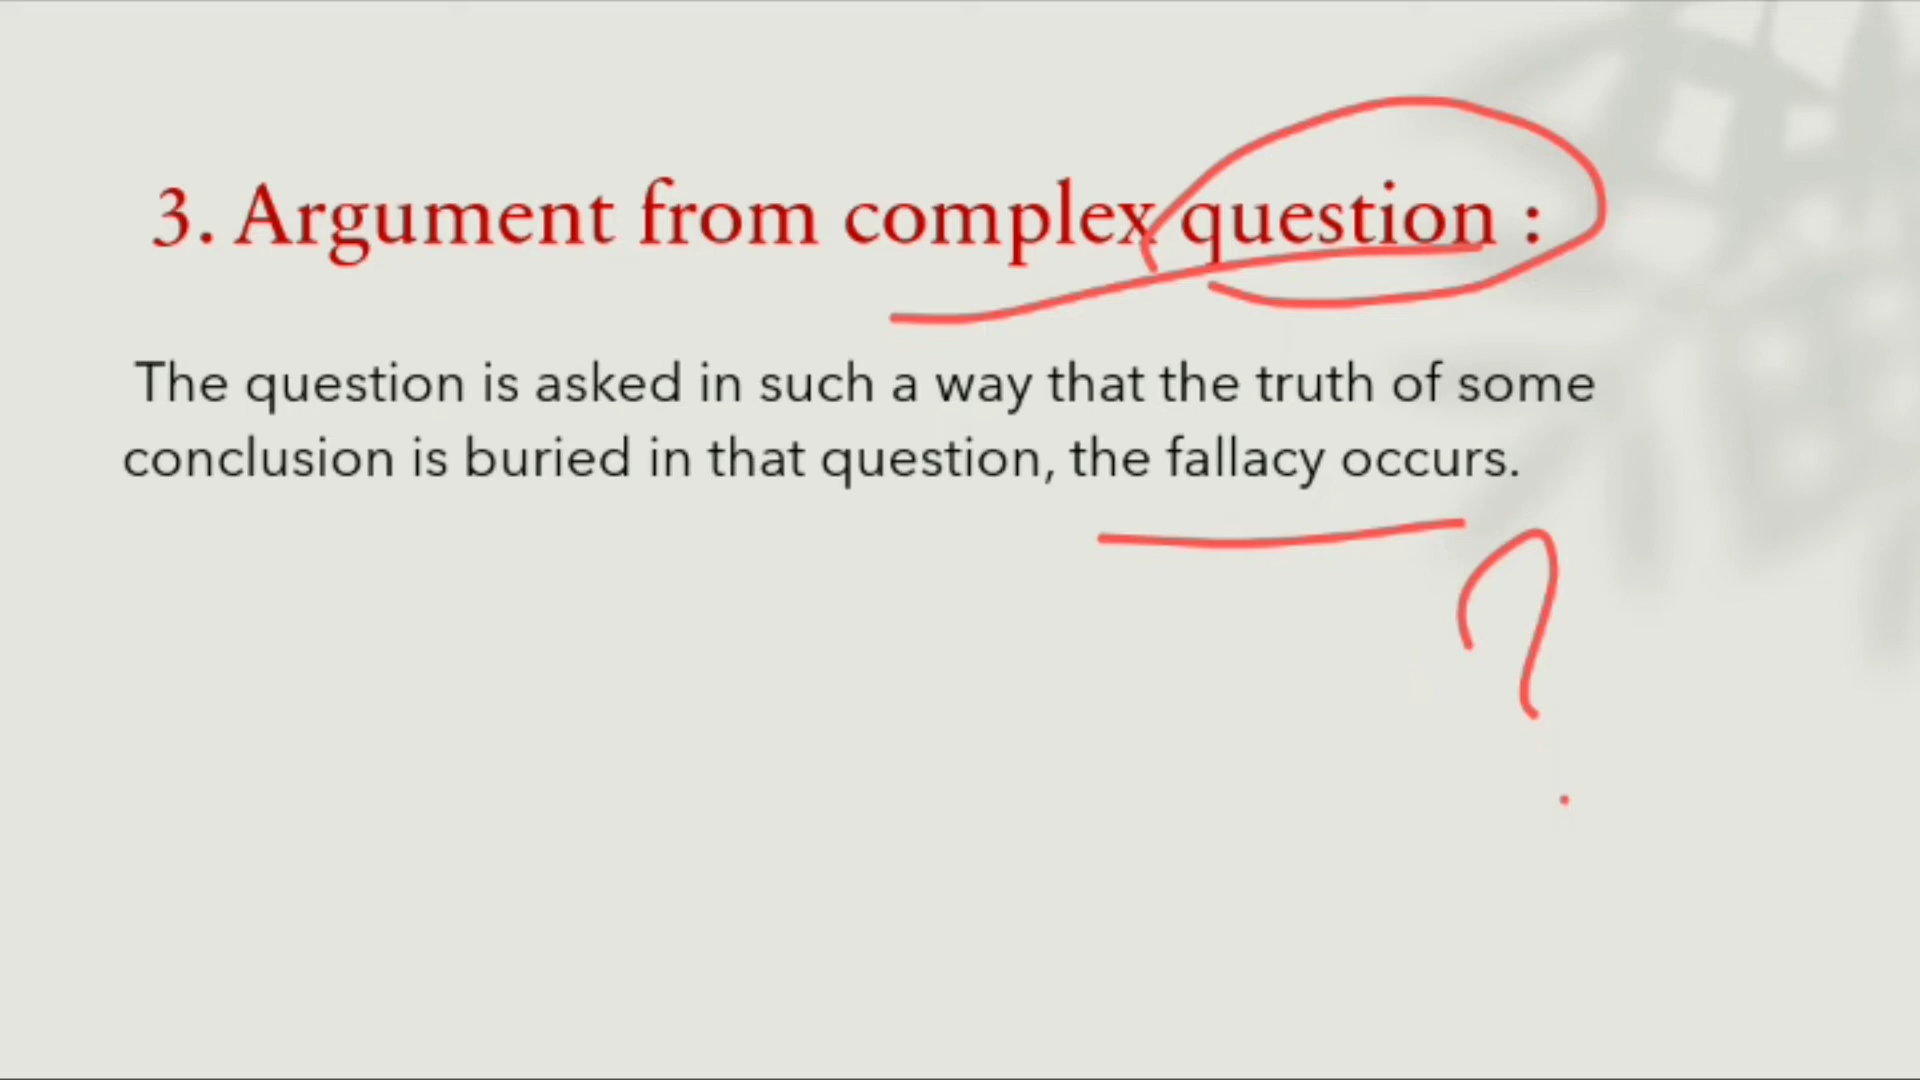 3. Argument from complex question :
The question is asked in such a way that the truth of some
conclusion is buried in that question, the fallacy occurs.
?